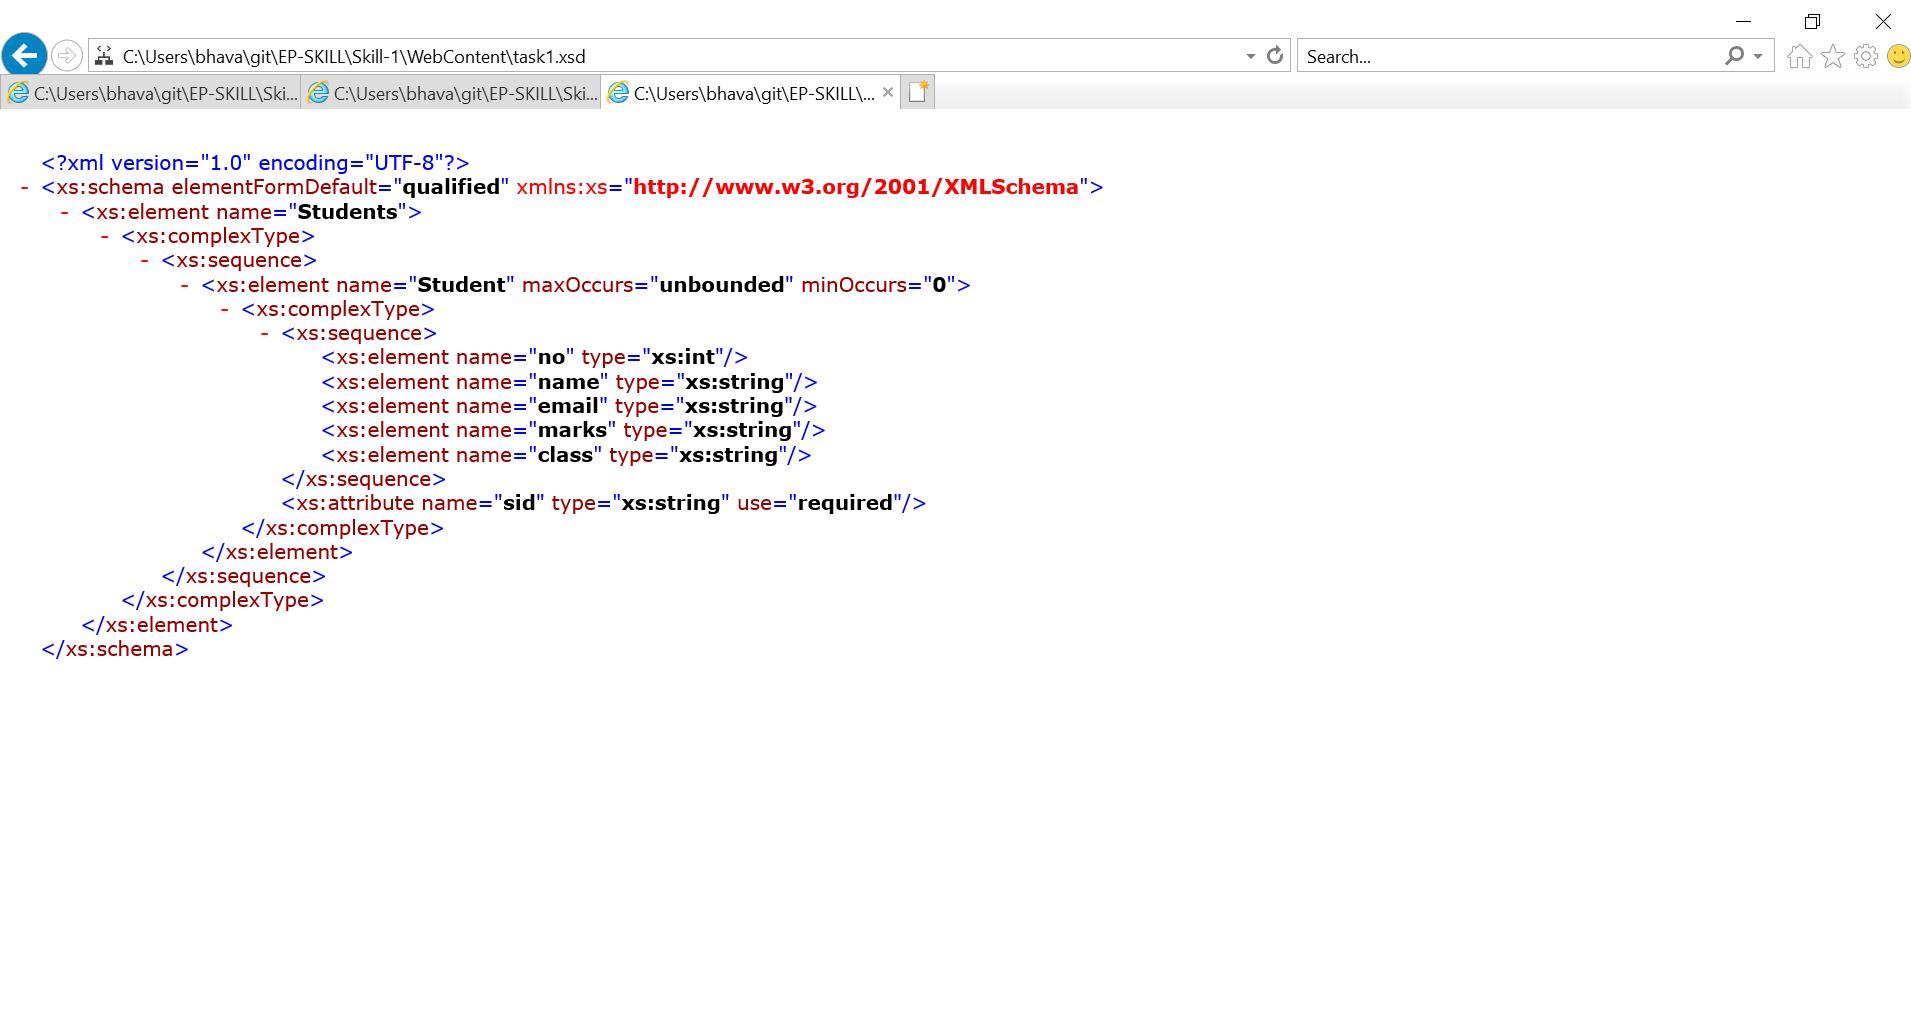 C:\Users\bhava\git\EP-SKILL\Skill-1\WebContent\task1.xsd
Search...
C:\Users\bhava\git\EP-SKILL\Ski...
C:\Users\bhava\git\EP-SKILL\Ski...
C:\Users\bhava\git\EP-SKILL\...
<?xml version="1.0" encoding="UTF-8"?>
- <xs:schema elementFormDefault="qualified" xmlns:xs="http://www.w3.org/2001/XMLSchema">
- <xs:element name="Students">
- <xs:complexType>
- <xs:sequence>
- <xs:element name="Student" maxOccurs="unbounded" minOccurs="0">
- <xs:complexType>
- <xs:sequence>
<xs:element name="no" type="xs:int"/>
<xs:element name="name" type="xs:string"/>
<xs:element name="email" type="xs:string"/>
<xs:element name="marks" type="xs:string"/>
<xs:element name="class" type="xs:string"/>
</xs:sequence>
<xs:attribute name="sid" type="xs:string" use="required"/>
</xs:complexType>
</xs:element>
</xs:sequence>
</xs:complexType>
</xs:element>
</xs:schema>